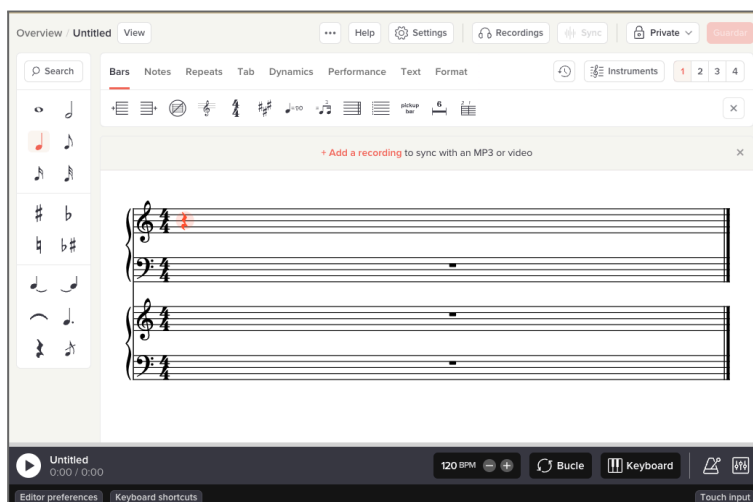 Overview / Untitled View ••• Help Settings Recordings Sync Private Guardar
Search
Bars Notes Repeats Tab Dynamics Performance Text Format Instruments 1 2 3 4
=90 pickup bar 6
+ Add a recording to sync with an MP3 or video
Untitled
0:00 / 0:00
120 BPM Bucle Keyboard
Editor preferences Keyboard shortcuts Touch input